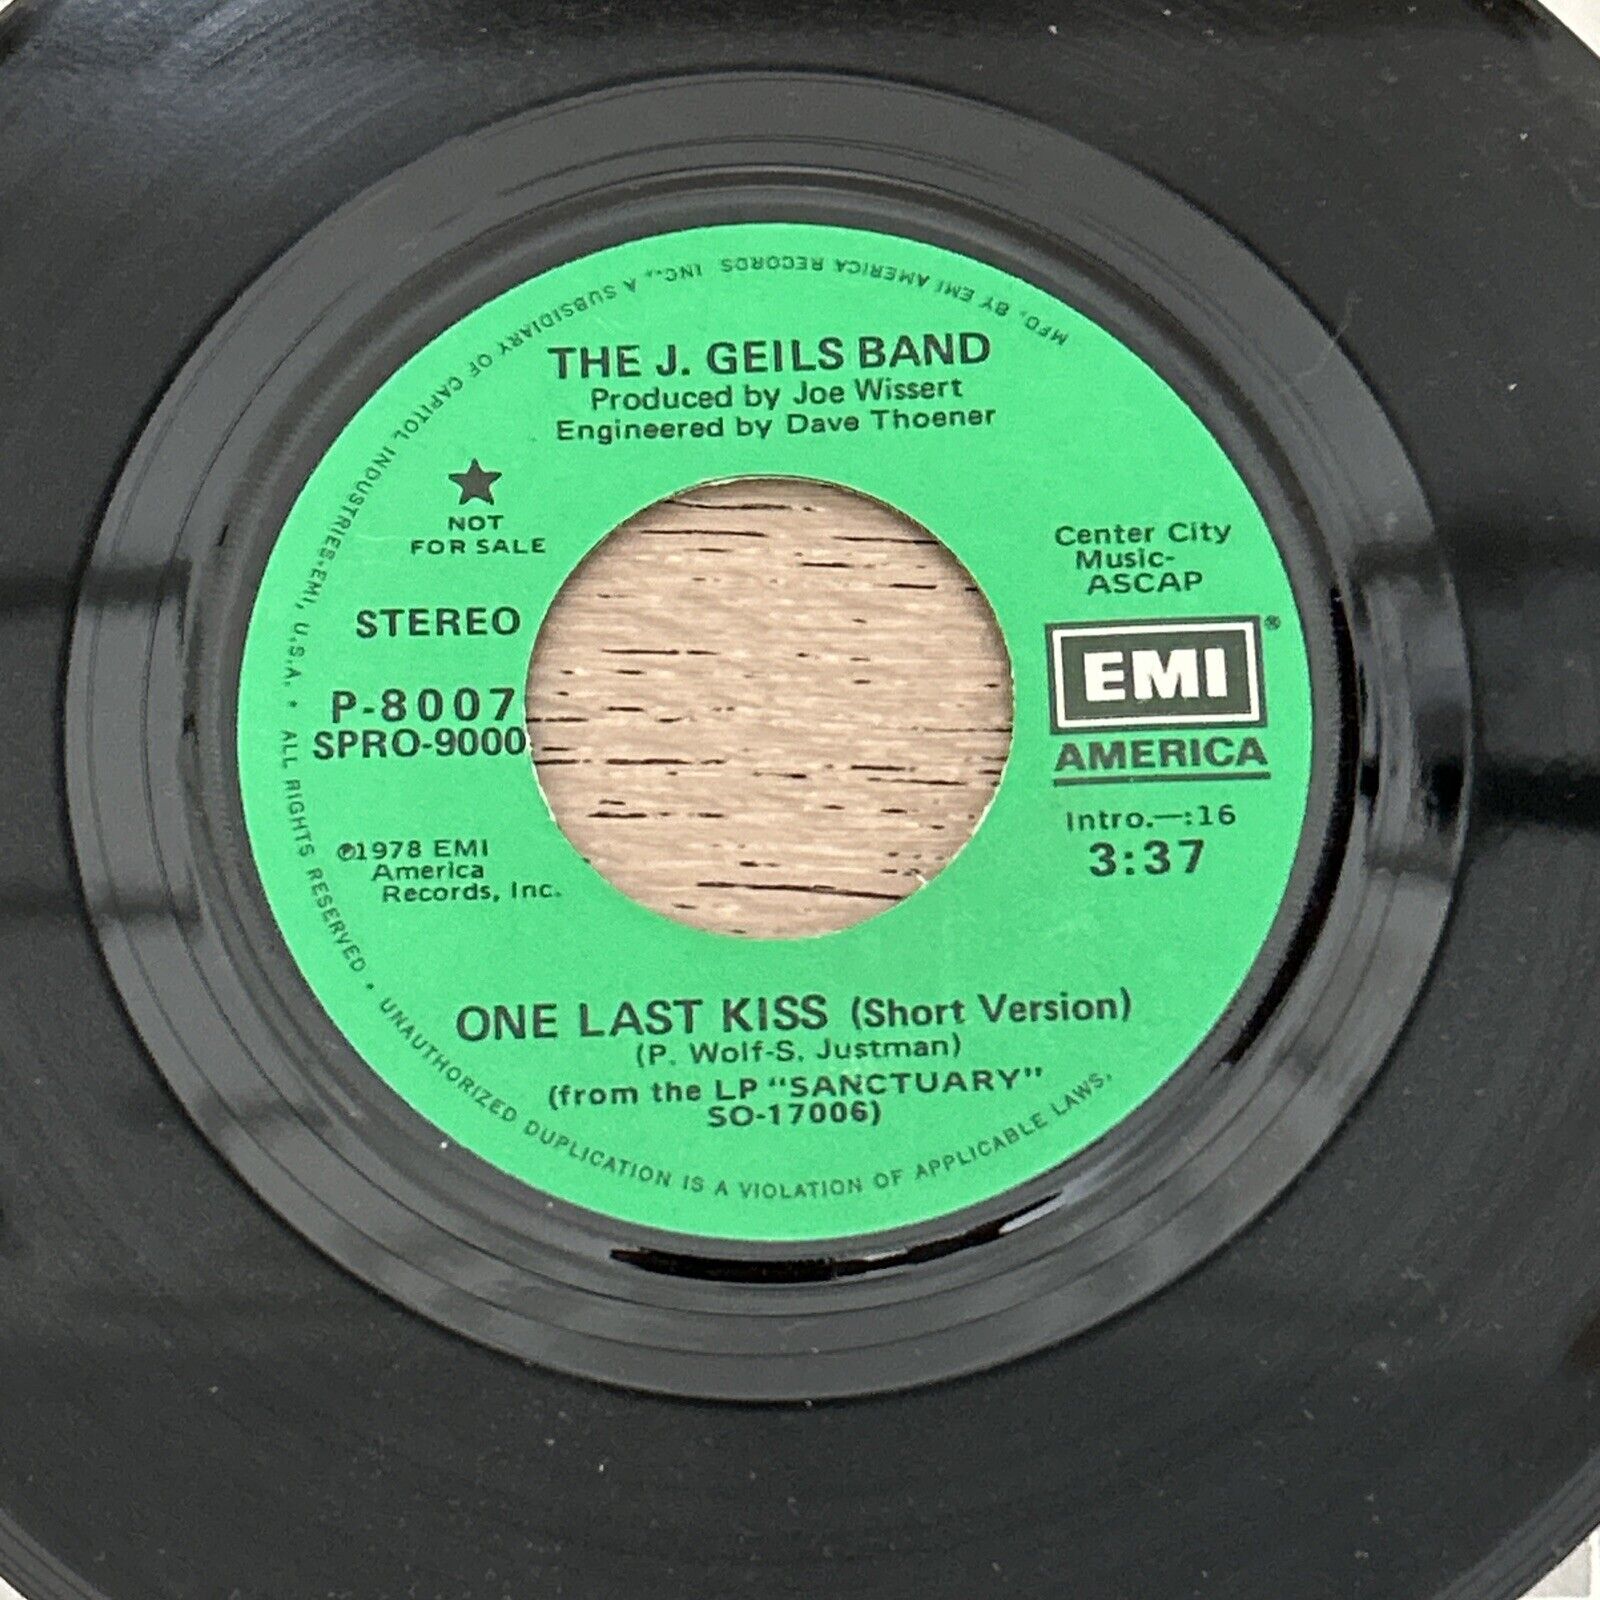 THE J. GEILS BAND
Produced by Joe Wissert
Engineered by Dave Thoener
★
NOT
FOR SALE
STEREO
P-8007
SPRO-9000
℗1978 EMI
America
Records, Inc.
Center City
Music-
ASCAP
EMI®
AMERICA
Intro.—:16
3:37
ONE LAST KISS (Short Version)
(P. Wolf-S. Justman)
(from the LP "SANCTUARY"
SO-17006)
MFD. BY EMI AMERICA RECORDS, INC., A SUBSIDIARY OF CAPITOL INDUSTRIES-EMI, U.S.A. • ALL RIGHTS RESERVED. • UNAUTHORIZED DUPLICATION IS A VIOLATION OF APPLICABLE LAWS.